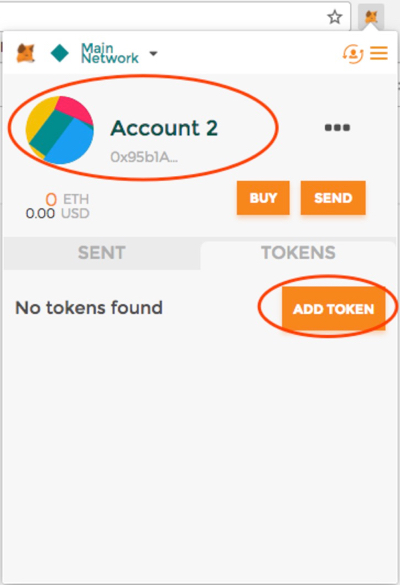 Main
Network
Account 2
0x95b1A...
0 ETH
0.00 USD
BUY
SEND
SENT
TOKENS
No tokens found
ADD TOKEN